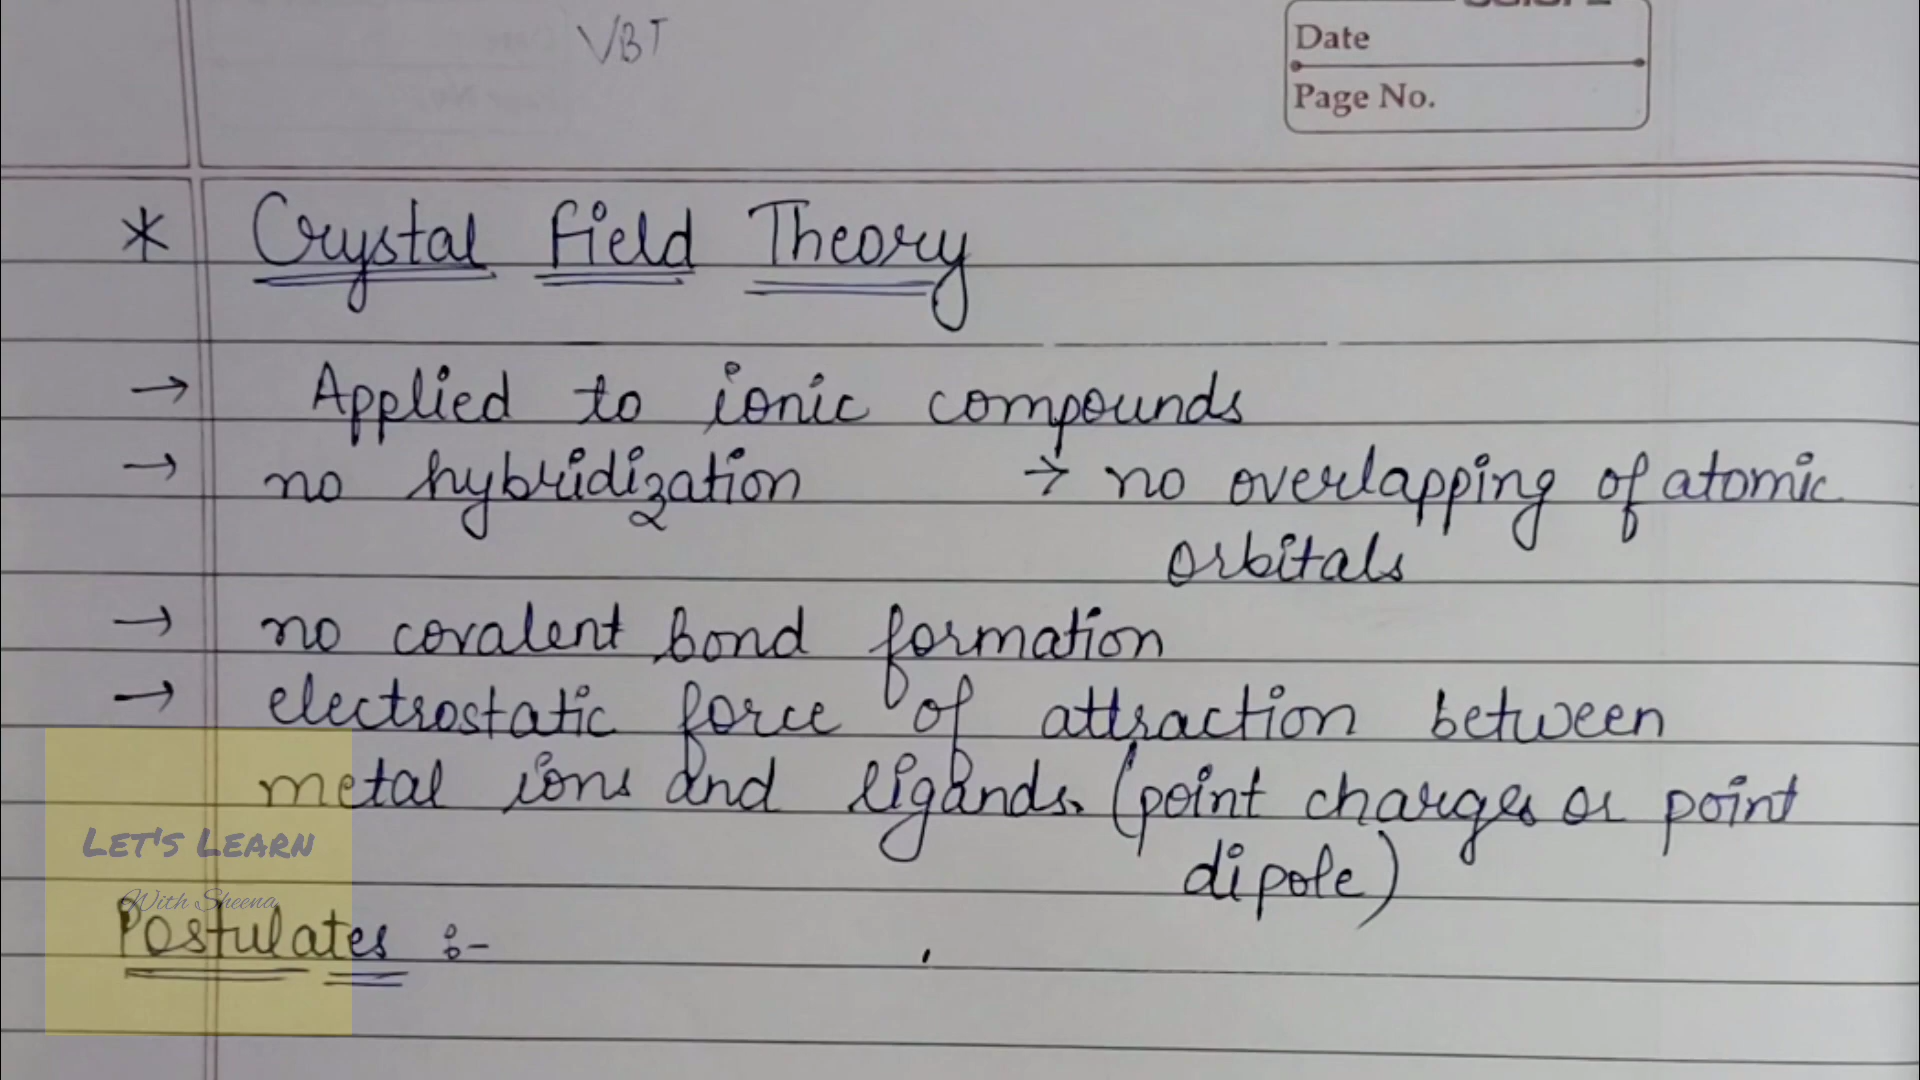 VBT
Date
Page No.
* Crystal Field Theory
→ Applied to ionic compounds
→ no hybridization → no overlapping of atomic
orbitals
→ no covalent bond formation
→ electrostatic force of attraction between
metal ions and ligands. (point charges or point
dipole)
LET'S LEARN
With Sheena
Postulates :-